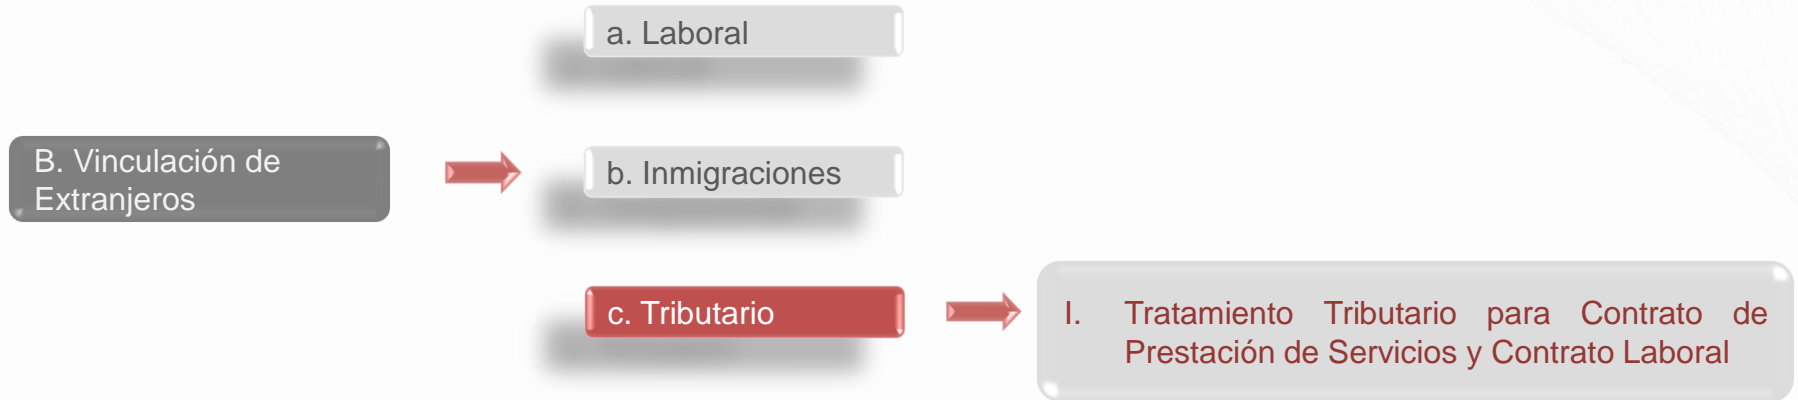 a. Laboral
B. Vinculación de
Extranjeros
b. Inmigraciones
c. Tributario
I. Tratamiento Tributario para Contrato de
Prestación de Servicios y Contrato Laboral